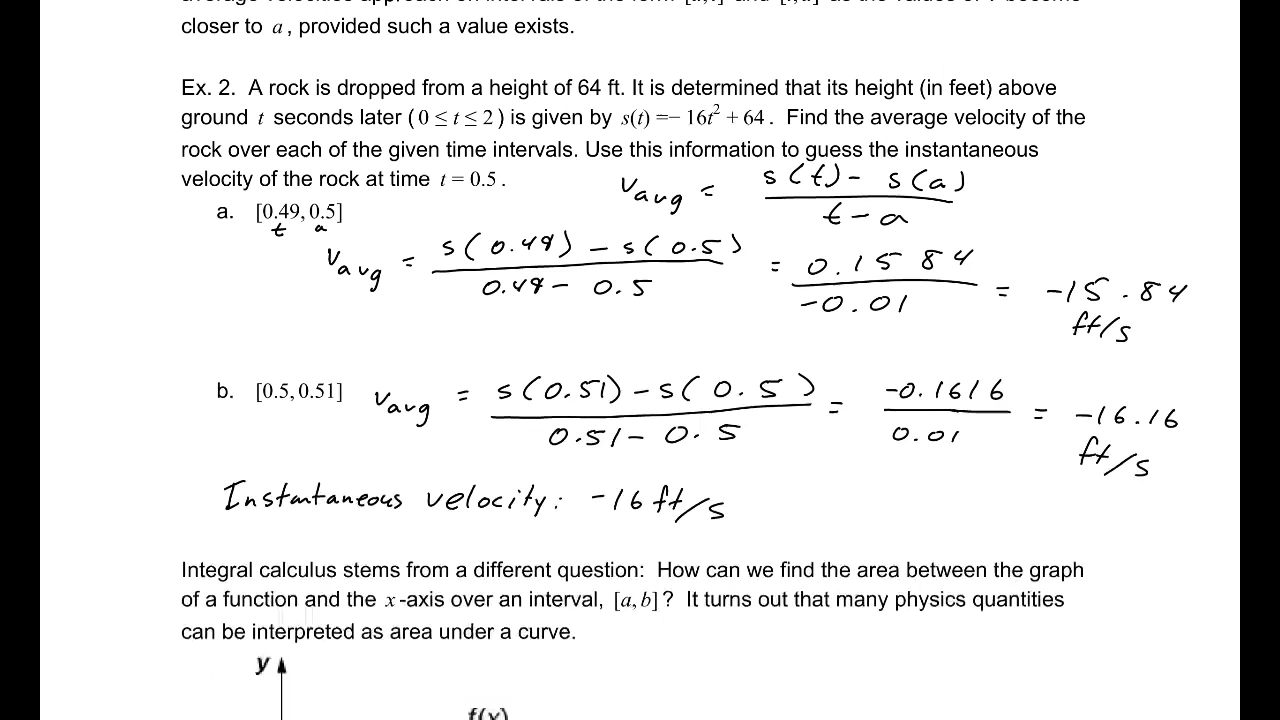 closer to a, provided such a value exists.
Ex. 2. A rock is dropped from a height of 64 ft. It is determined that its height (in feet) above
ground t seconds later (0 ≤ t ≤ 2) is given by s(t) = −16t² + 64. Find the average velocity of the
rock over each of the given time intervals. Use this information to guess the instantaneous
velocity of the rock at time t = 0.5.
v avg = s(t) - s(a) / t - a
a. [0.49, 0.5]
t a
v avg = s(0.49) - s(0.5) / 0.49 - 0.5 = 0.1584 / -0.01 = -15.84
ft/s
b. [0.5, 0.51] v avg = s(0.51) - s(0.5) / 0.51 - 0.5 = -0.1616 / 0.01 = -16.16
ft/s
Instantaneous velocity: -16 ft/s
Integral calculus stems from a different question: How can we find the area between the graph
of a function and the x-axis over an interval, [a, b]? It turns out that many physics quantities
can be interpreted as area under a curve.
y
f(x)